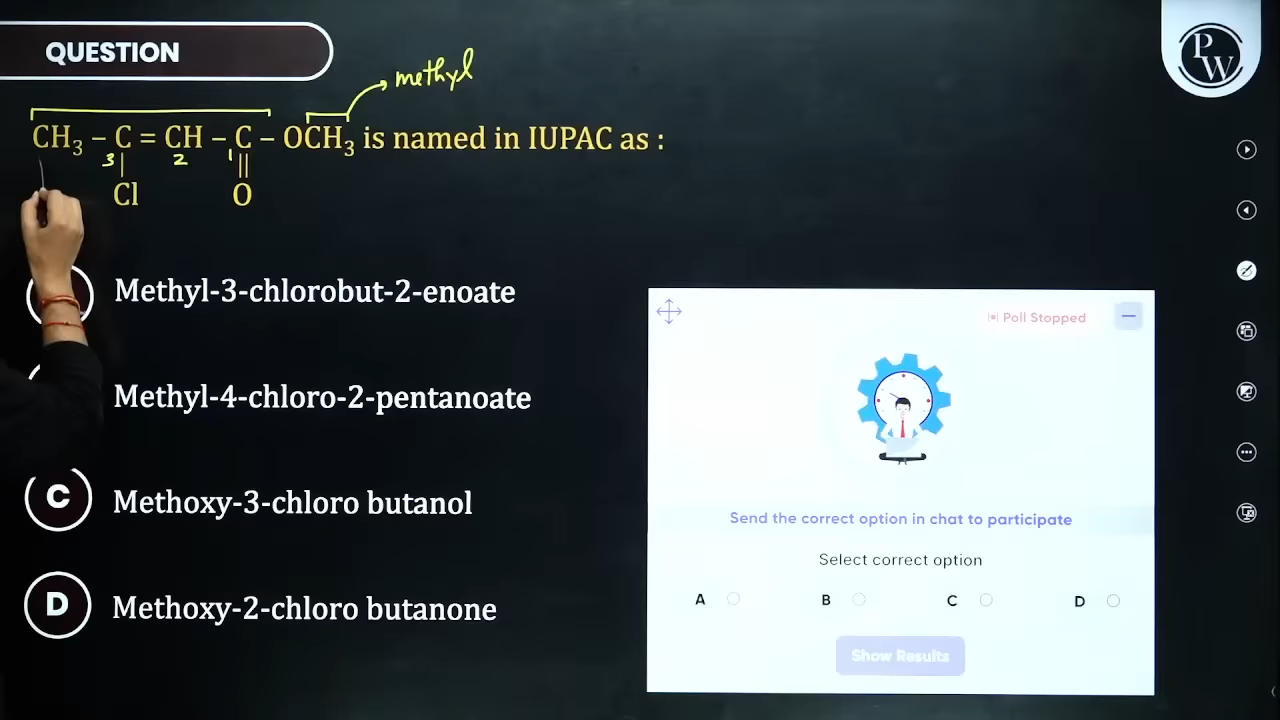 QUESTION
methyl
CH₃ – C = CH – C – OCH₃ is named in IUPAC as :
3 2 1
Cl O
Methyl-3-chlorobut-2-enoate
Methyl-4-chloro-2-pentanoate
C Methoxy-3-chloro butanol
D Methoxy-2-chloro butanone
PW
Poll Stopped
Send the correct option in chat to participate
Select correct option
A B C D
Show Results